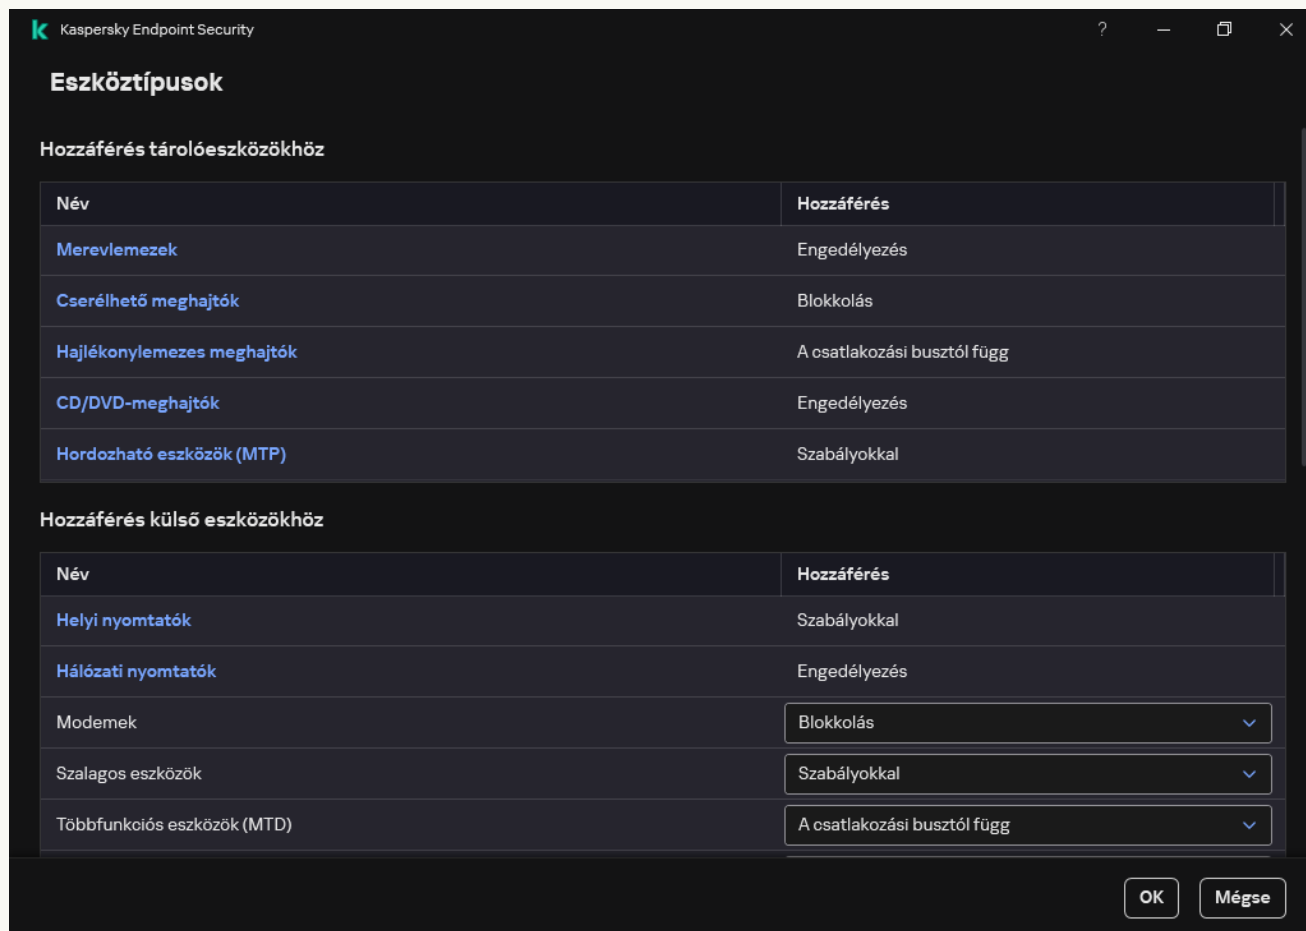 Kaspersky Endpoint Security
?
Eszköztípusok
Hozzáférés tárolóeszközökhöz
Név Hozzáférés
Merevlemezek Engedélyezés
Cserélhető meghajtók Blokkolás
Hajlékonylemezes meghajtók A csatlakozási busztól függ
CD/DVD-meghajtók Engedélyezés
Hordozható eszközök (MTP) Szabályokkal
Hozzáférés külső eszközökhöz
Név Hozzáférés
Helyi nyomtatók Szabályokkal
Hálózati nyomtatók Engedélyezés
Modemek Blokkolás
Szalagos eszközök Szabályokkal
Többfunkciós eszközök (MTD) A csatlakozási busztól függ
OK Mégse